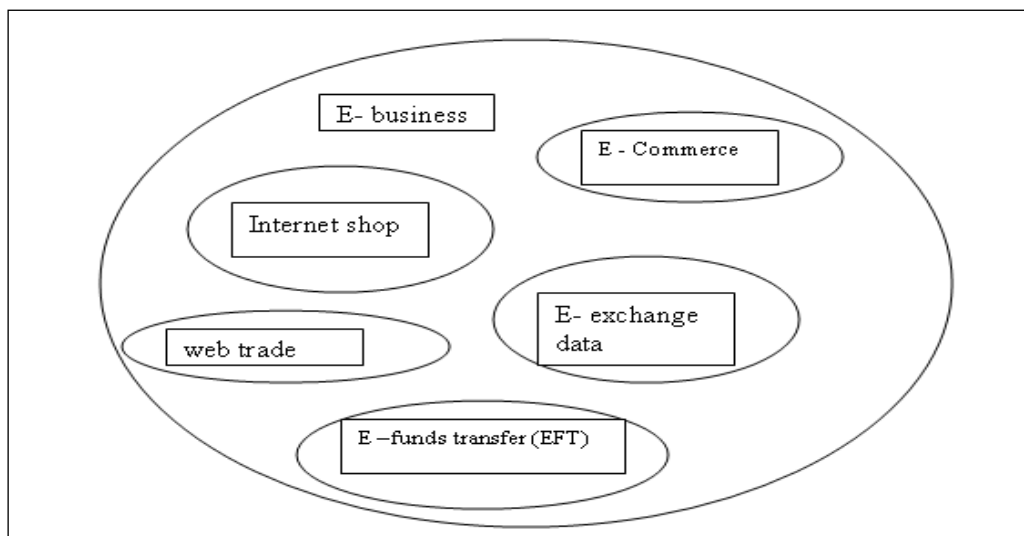 E- business
E - Commerce
Internet shop
E- exchange
data
web trade
E –funds transfer (EFT)